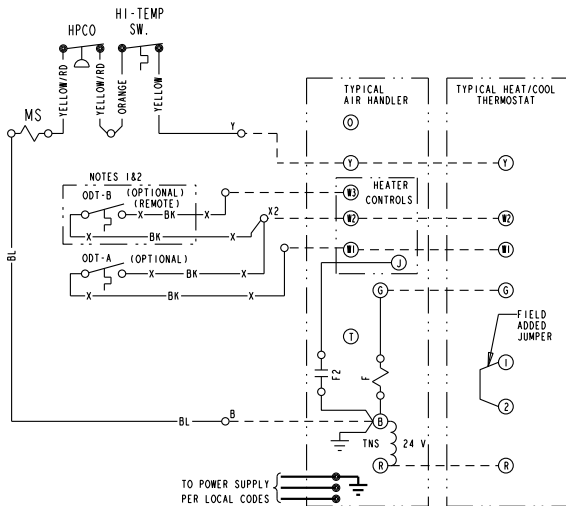 HPCO
HI-TEMP
SW.
YELLOW/RD
YELLOW/RD
ORANGE
YELLOW
MS
Y
TYPICAL
AIR HANDLER
TYPICAL HEAT/COOL
THERMOSTAT
O
Y
Y
NOTES 1&2
ODT-B (OPTIONAL)
(REMOTE)
X BK X
X BK X
X2
HEATER
CONTROLS
W3
W2
W2
W1
W1
ODT-A (OPTIONAL)
X BK X
X BK X
J
BL
G
G
FIELD
ADDED
JUMPER
T
F2
F
1
2
BL
B
B
TNS
24 V
R
R
TO POWER SUPPLY
PER LOCAL CODES